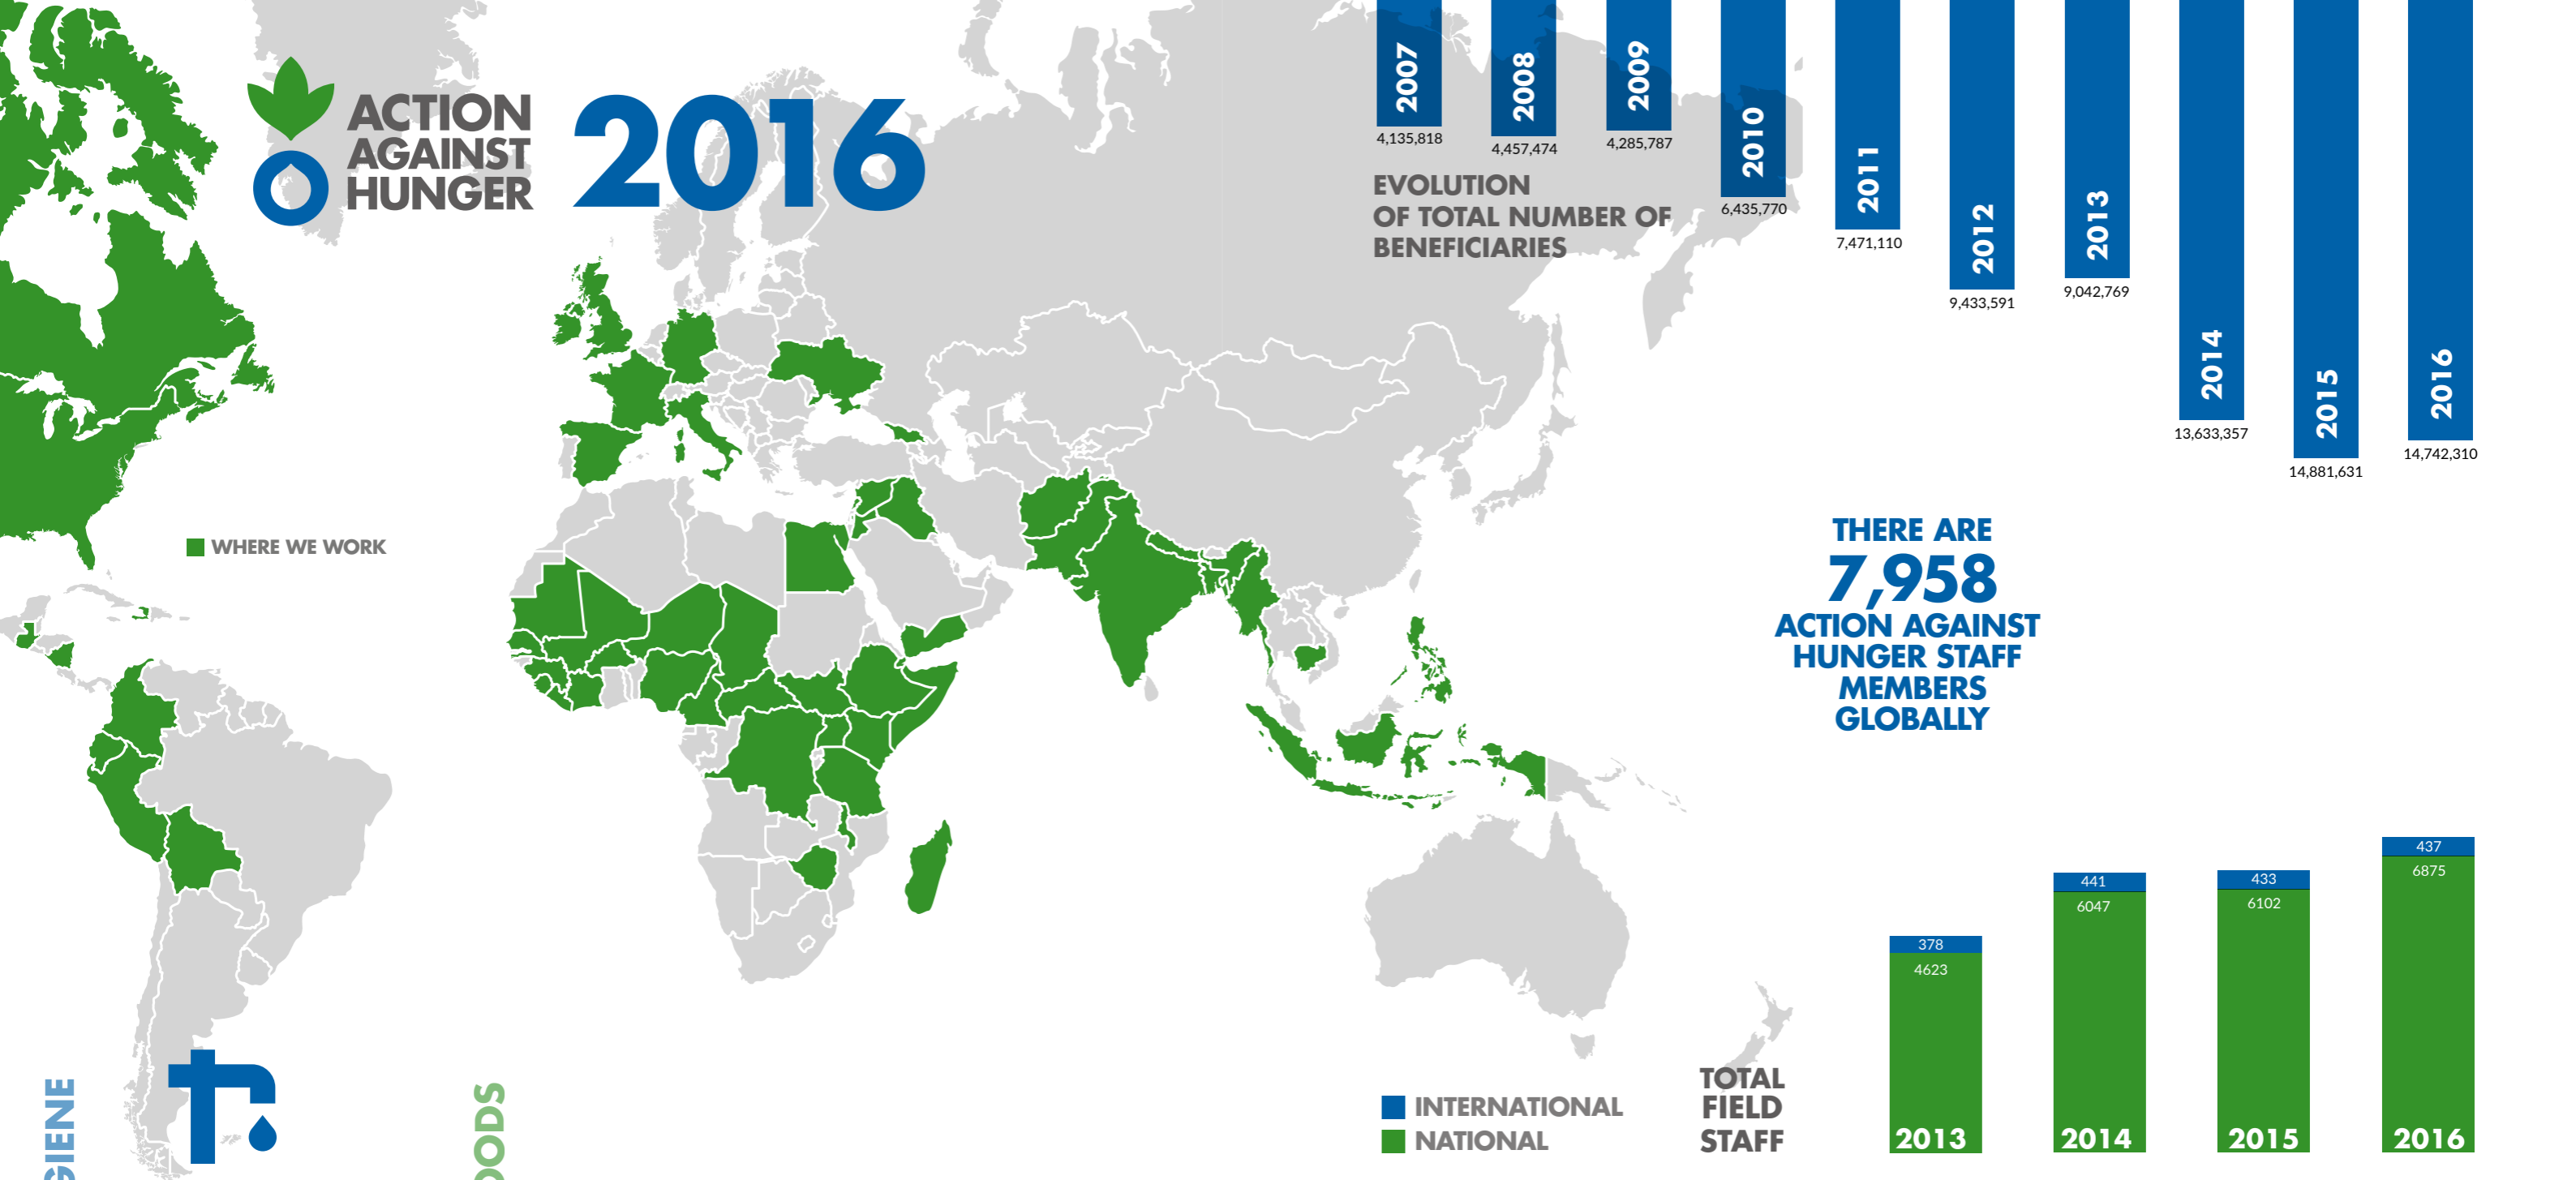 ACTION
AGAINST
HUNGER
2016
2007
4,135,818
2008
4,457,474
2009
4,285,787
2010
6,435,770
2011
7,471,110
2012
9,433,591
2013
9,042,769
2014
13,633,357
2015
14,881,631
2016
14,742,310
EVOLUTION
OF TOTAL NUMBER OF
BENEFICIARIES
WHERE WE WORK
THERE ARE
7,958
ACTION AGAINST
HUNGER STAFF
MEMBERS
GLOBALLY
378
4623
2013
441
6047
2014
433
6102
2015
437
6875
2016
TOTAL
FIELD
STAFF
INTERNATIONAL
NATIONAL
GIENE
OODS